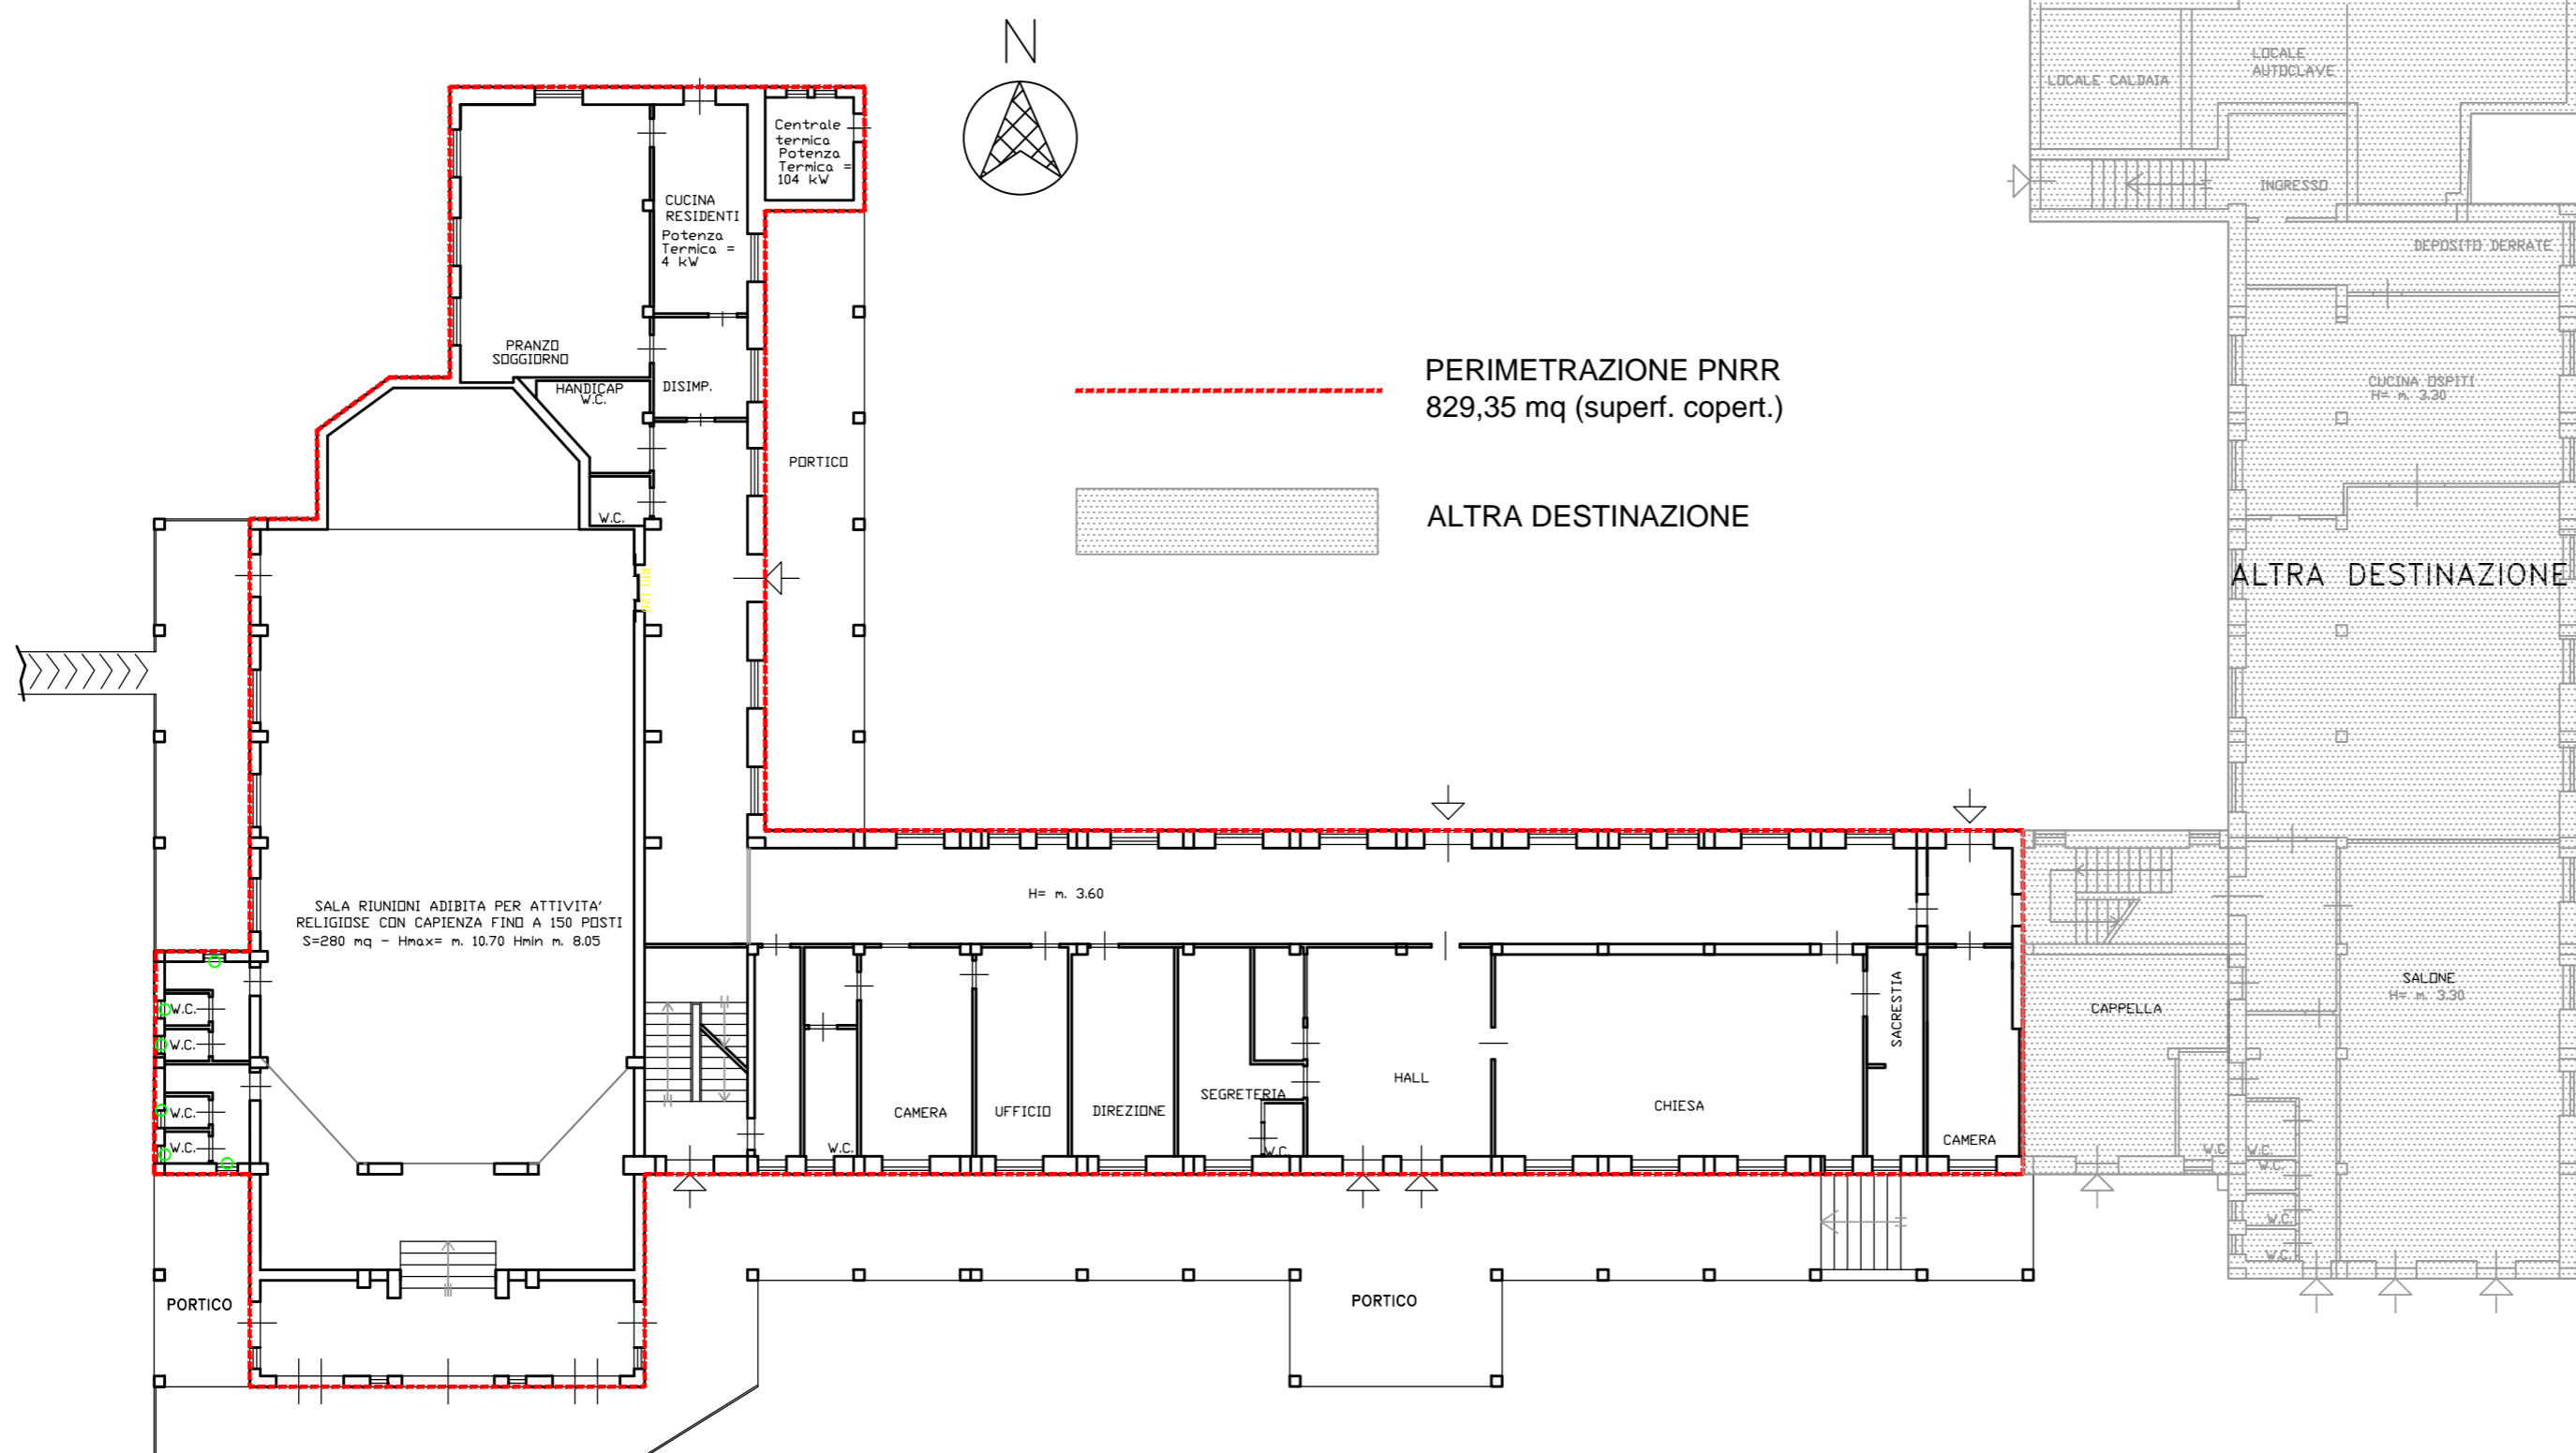 N
LOCALE CALDAIA
LOCALE
AUTOCLAVE
INGRESSO
DEPOSITO DERRATE
Centrale
termica
Potenza
Termica =
104 kW
CUCINA
RESIDENTI
Potenza
Termica =
4 kW
PRANZO
SOGGIORNO
HANDICAP
W.C.
DISIMP.
W.C.
PORTICO
PERIMETRAZIONE PNRR
829,35 mq (superf. copert.)
ALTRA DESTINAZIONE
CUCINA OSPITI
H= m. 3.30
ALTRA DESTINAZIONE
SALA RIUNIONI ADIBITA PER ATTIVITA'
RELIGIOSE CON CAPIENZA FINO A 150 POSTI
S=280 mq - Hmax= m. 10.70 Hmin m. 8.05
H= m. 3.60
W.C.
W.C.
W.C.
W.C.
W.C.
CAMERA
UFFICIO
DIREZIONE
SEGRETERIA
W.C.
HALL
CHIESA
SACRESTIA
CAMERA
CAPPELLA
SALONE
H= m. 3.30
W.C.
W.C.
W.C.
W.C.
W.C.
PORTICO
PORTICO